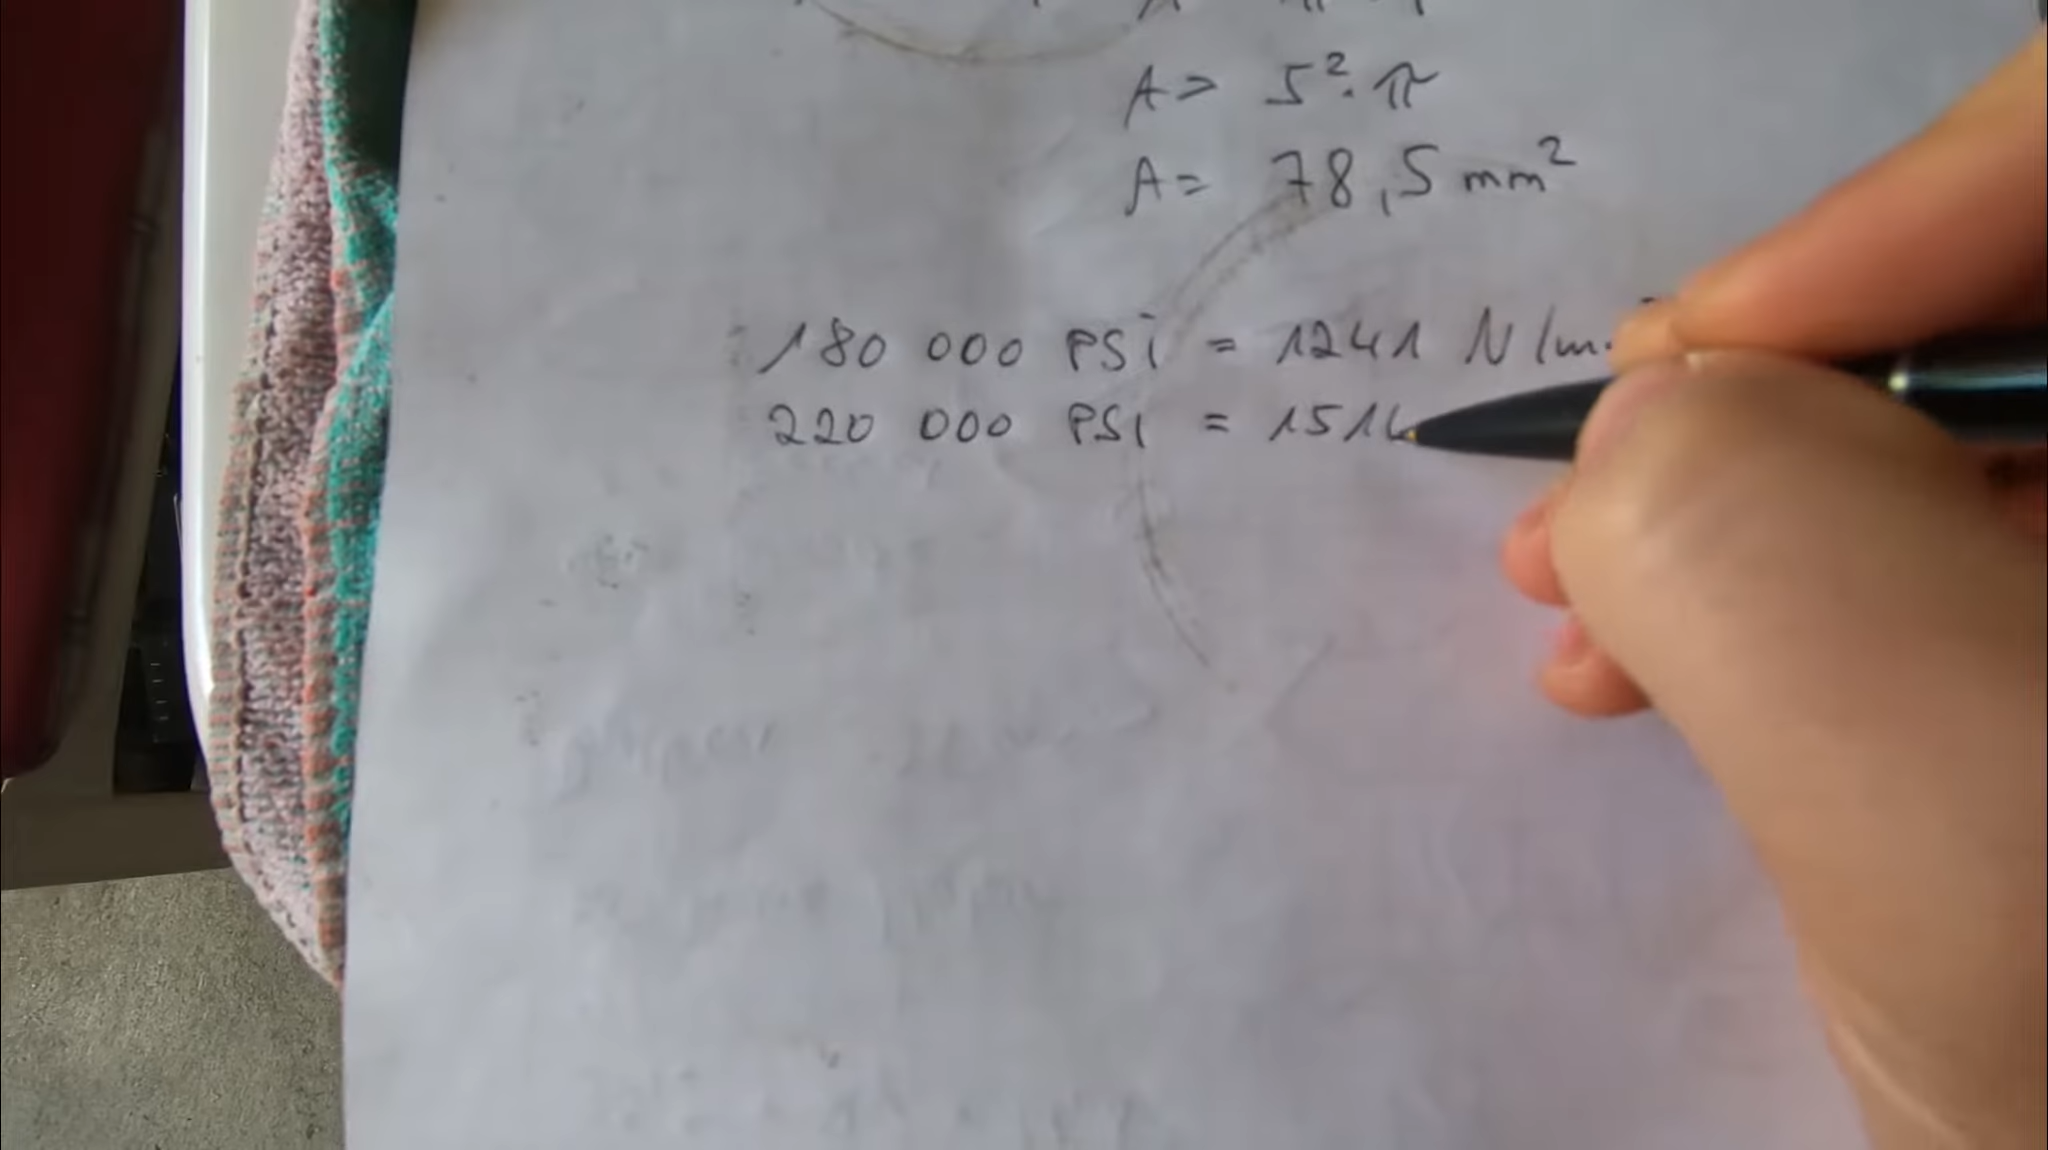 A = 5² · π
A = 78,5 mm²
180 000 PSi = 1241 N/m
220 000 PSi = 151